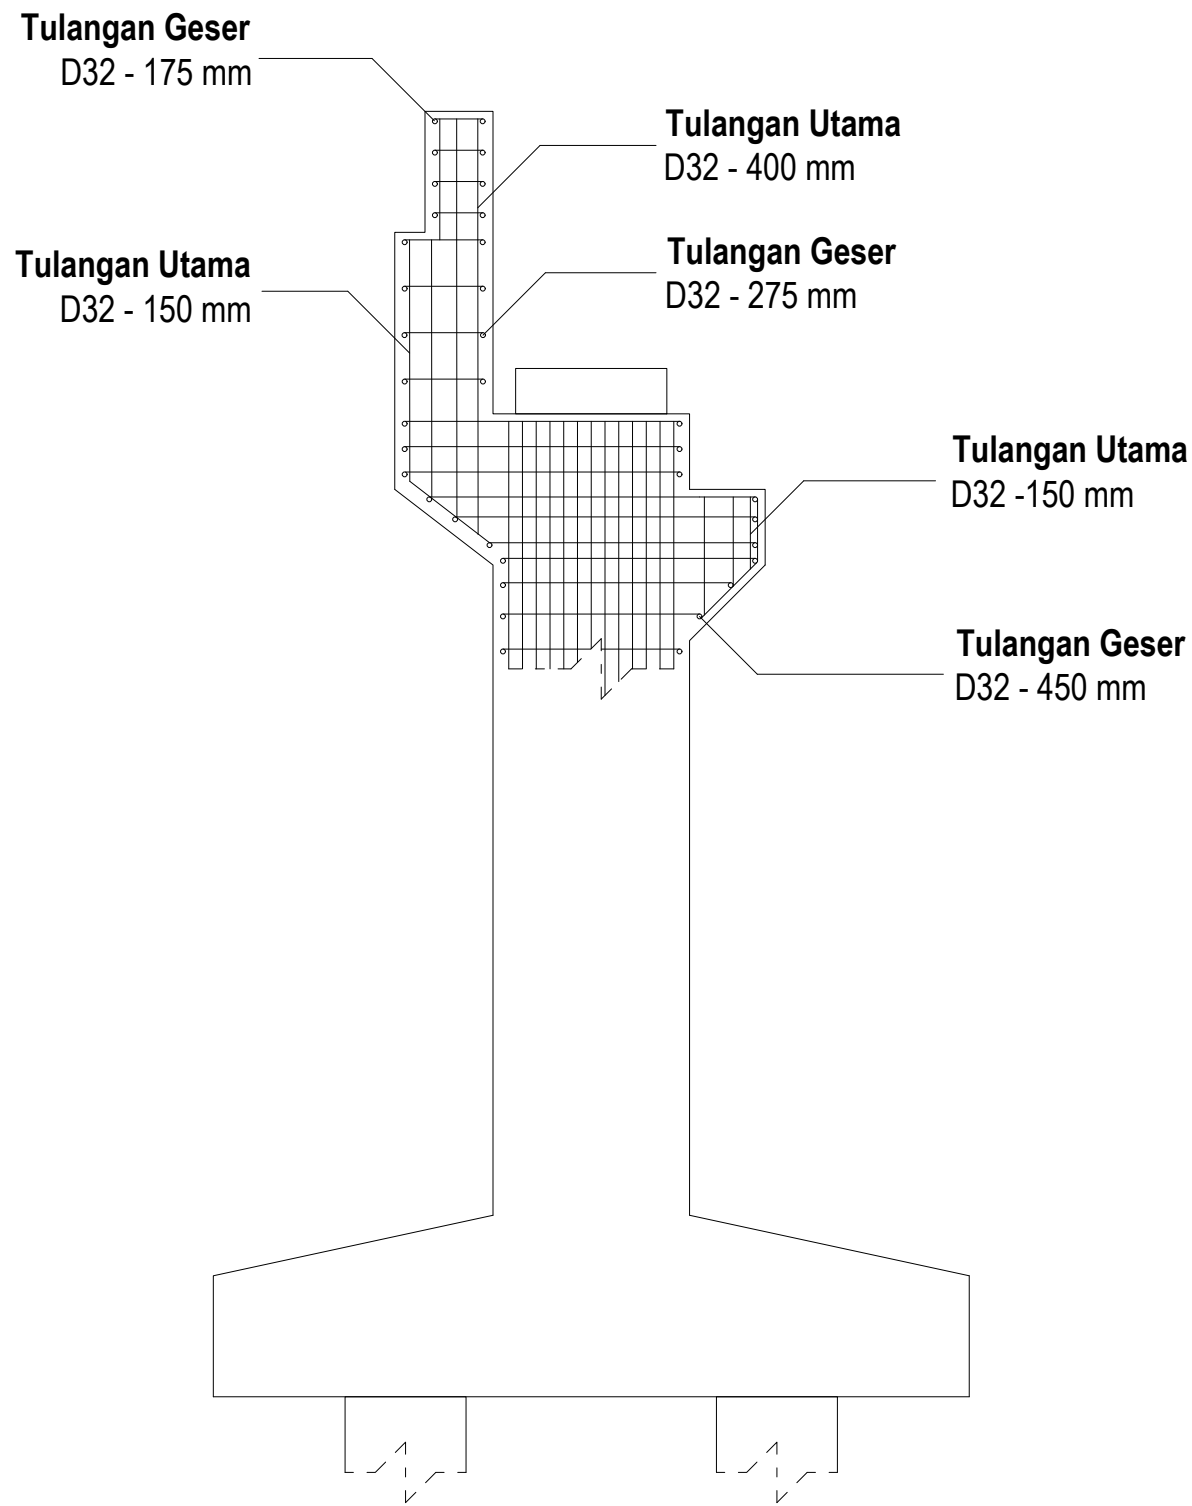 Tulangan Geser
D32 - 175 mm
Tulangan Utama
D32 - 400 mm
Tulangan Geser
D32 - 275 mm
Tulangan Utama
D32 - 150 mm
Tulangan Utama
D32 -150 mm
Tulangan Geser
D32 - 450 mm